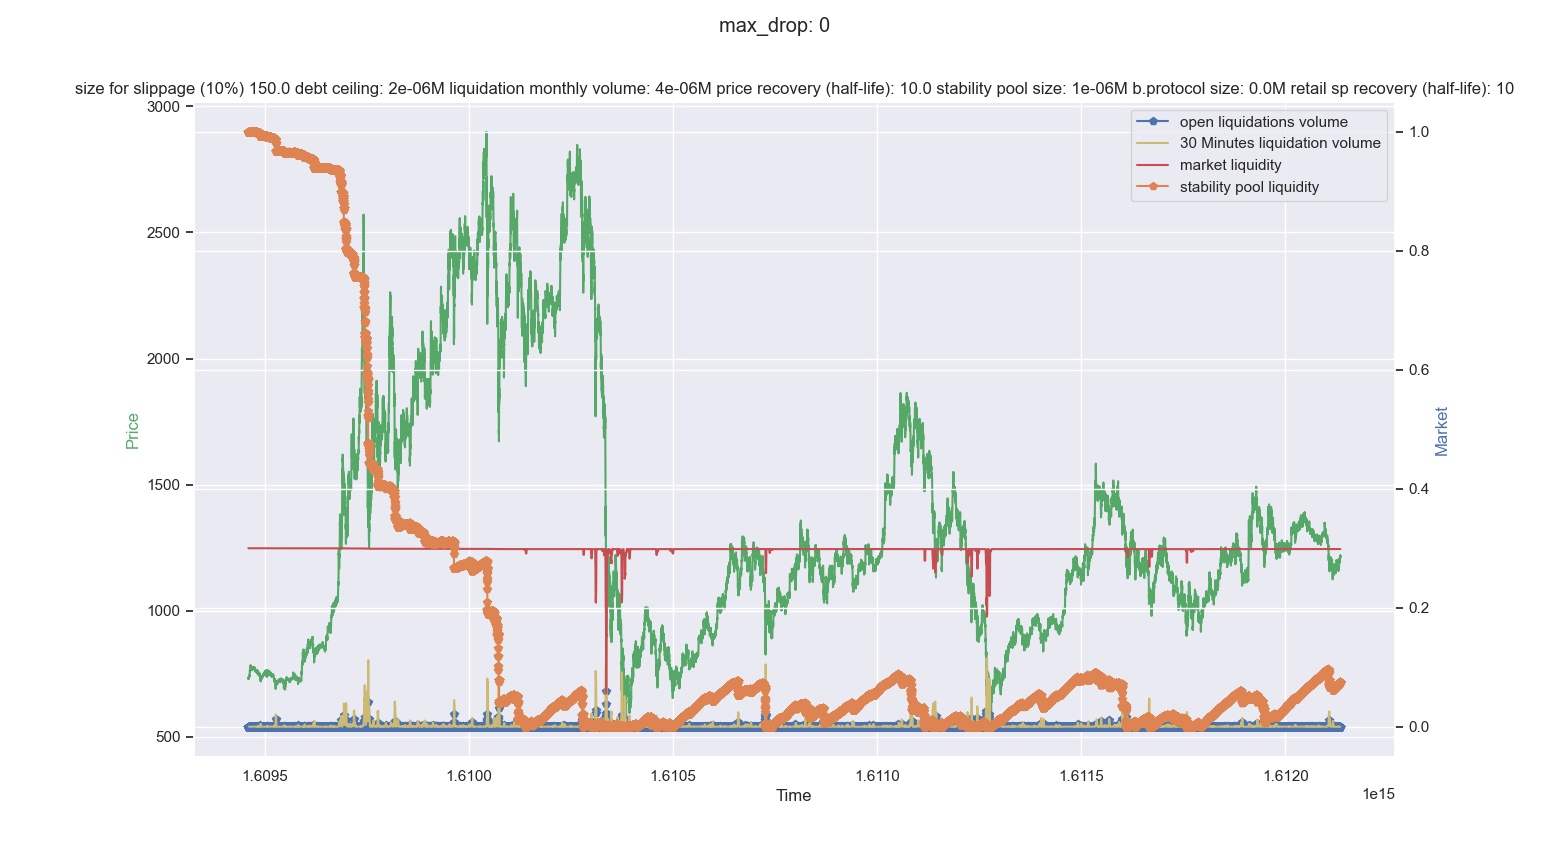 max_drop: 0
size for slippage (10%) 150.0 debt ceiling: 2e-06M liquidation monthly volume: 4e-06M price recovery (half-life): 10.0 stability pool size: 1e-06M b.protocol size: 0.0M retail sp recovery (half-life): 10
open liquidations volume
30 Minutes liquidation volume
market liquidity
stability pool liquidity
3000
2500
2000
1500
1000
500
Price
1.0
0.8
0.6
0.4
0.2
0.0
Market
1.6095
1.6100
1.6105
1.6110
1.6115
1.6120
1e15
Time